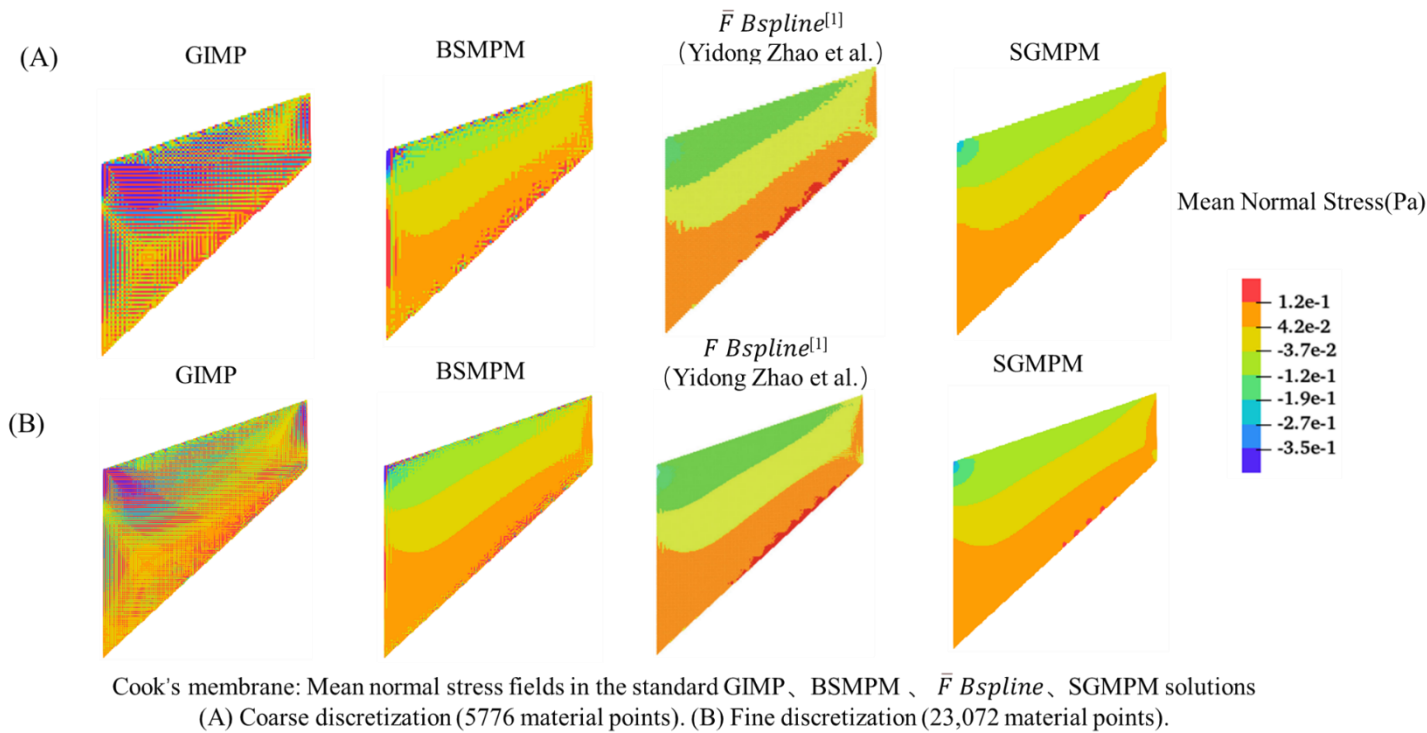 (A)
GIMP
BSMPM
F̄ Bspline[1]
(Yidong Zhao et al.)
SGMPM
Mean Normal Stress(Pa)
1.2e-1
4.2e-2
-3.7e-2
-1.2e-1
-1.9e-1
-2.7e-1
-3.5e-1
(B)
GIMP
BSMPM
F Bspline[1]
(Yidong Zhao et al.)
SGMPM
Cook's membrane: Mean normal stress fields in the standard GIMP、BSMPM 、 F̄ Bspline、SGMPM solutions
(A) Coarse discretization (5776 material points). (B) Fine discretization (23,072 material points).